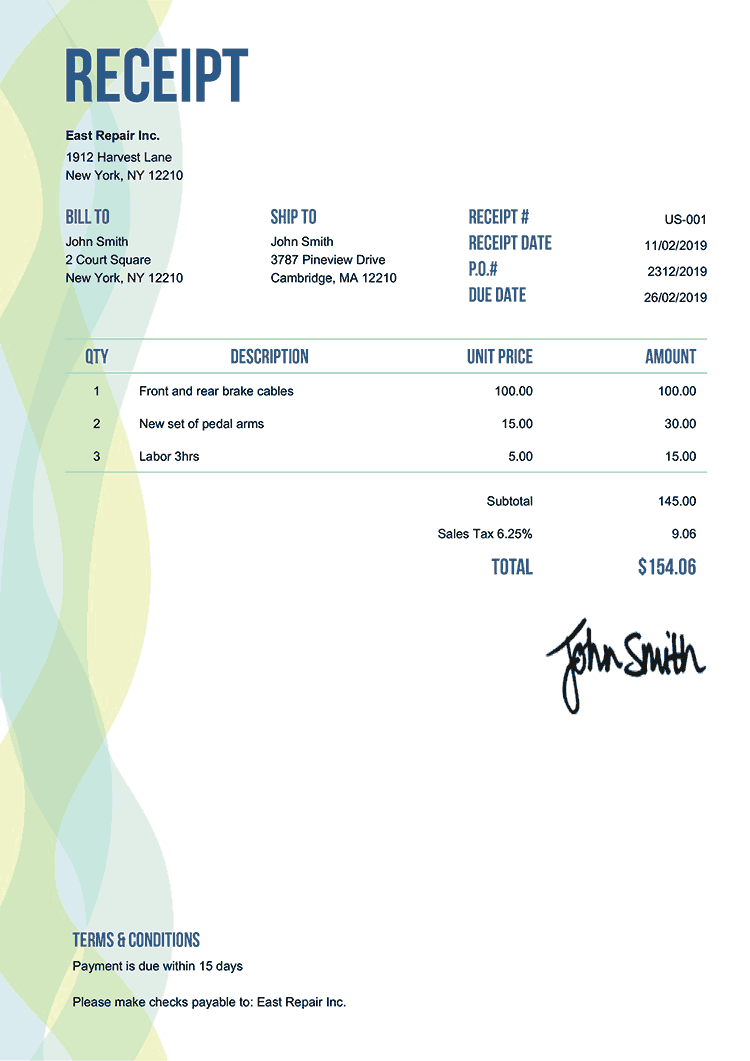 RECEIPT
East Repair Inc.
1912 Harvest Lane
New York, NY 12210
BILL TO
John Smith
2 Court Square
New York, NY 12210
SHIP TO
John Smith
3787 Pineview Drive
Cambridge, MA 12210
RECEIPT # US-001
RECEIPT DATE 11/02/2019
P.O.# 2312/2019
DUE DATE 26/02/2019
QTY DESCRIPTION UNIT PRICE AMOUNT
1 Front and rear brake cables 100.00 100.00
2 New set of pedal arms 15.00 30.00
3 Labor 3hrs 5.00 15.00
Subtotal 145.00
Sales Tax 6.25% 9.06
TOTAL $154.06
John Smith
TERMS & CONDITIONS
Payment is due within 15 days
Please make checks payable to: East Repair Inc.